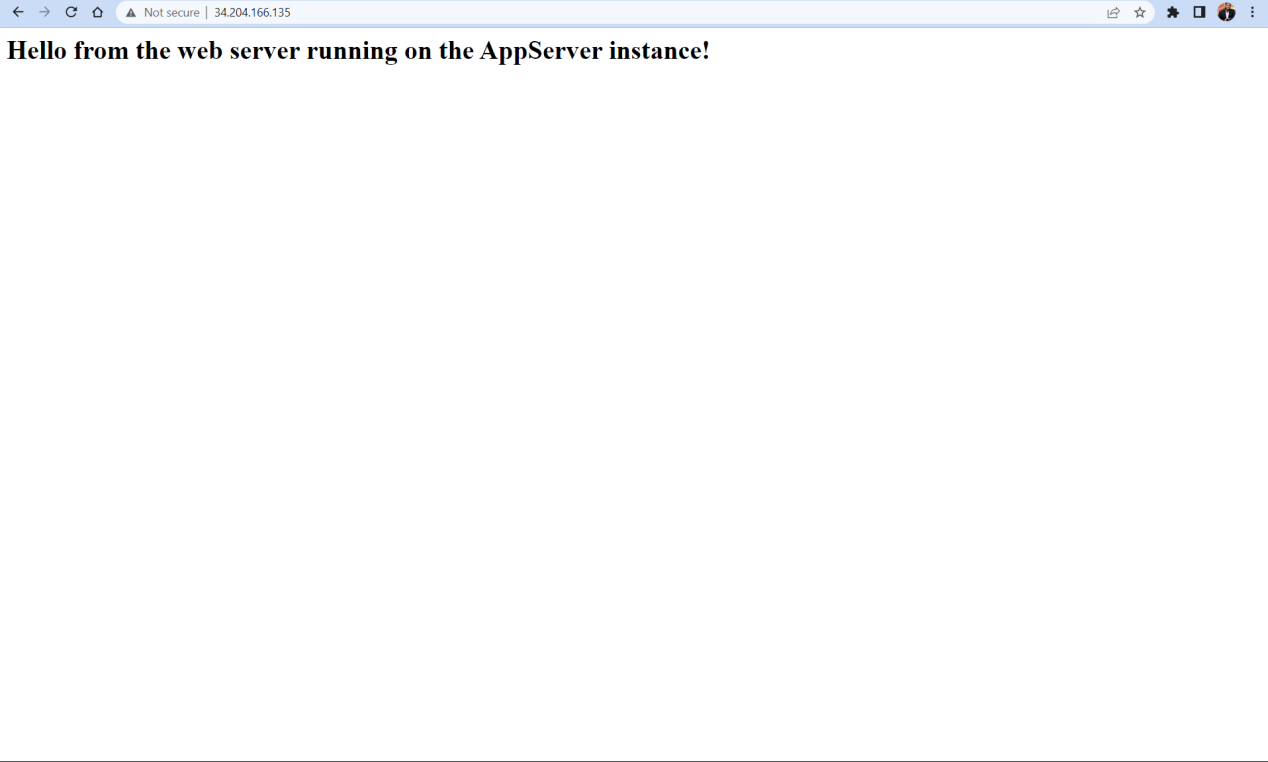 Not secure | 34.204.166.135
Hello from the web server running on the AppServer instance!